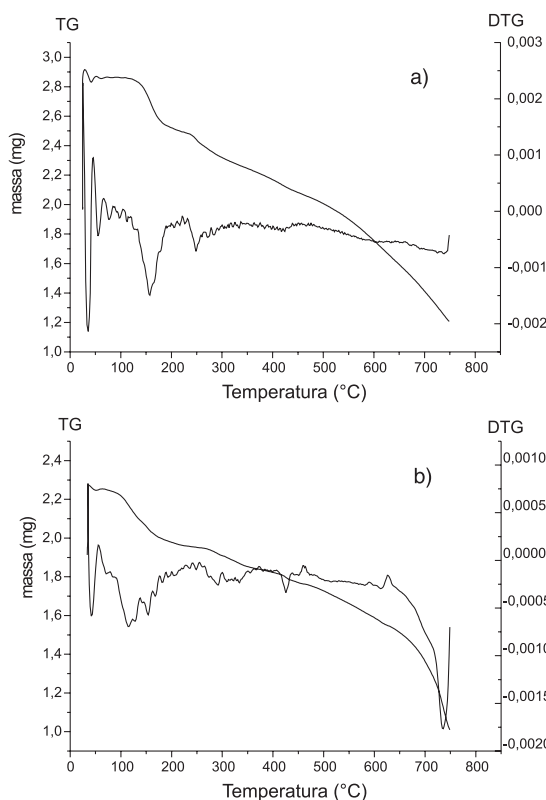 TG
DTG
3,0
0,003
a)
2,8
0,002
2,6
2,4
0,001
2,2
massa (mg)
2,0
0,000
1,8
1,6
-0,001
1,4
1,2
-0,002
1,0
0 100 200 300 400 500 600 700 800
Temperatura (°C)
TG
DTG
2,4
0,0010
b)
2,2
0,0005
2,0
0,0000
massa (mg)
1,8
-0,0005
1,6
1,4
-0,0010
1,2
-0,0015
1,0
-0,0020
0 100 200 300 400 500 600 700 800
Temperatura (°C)